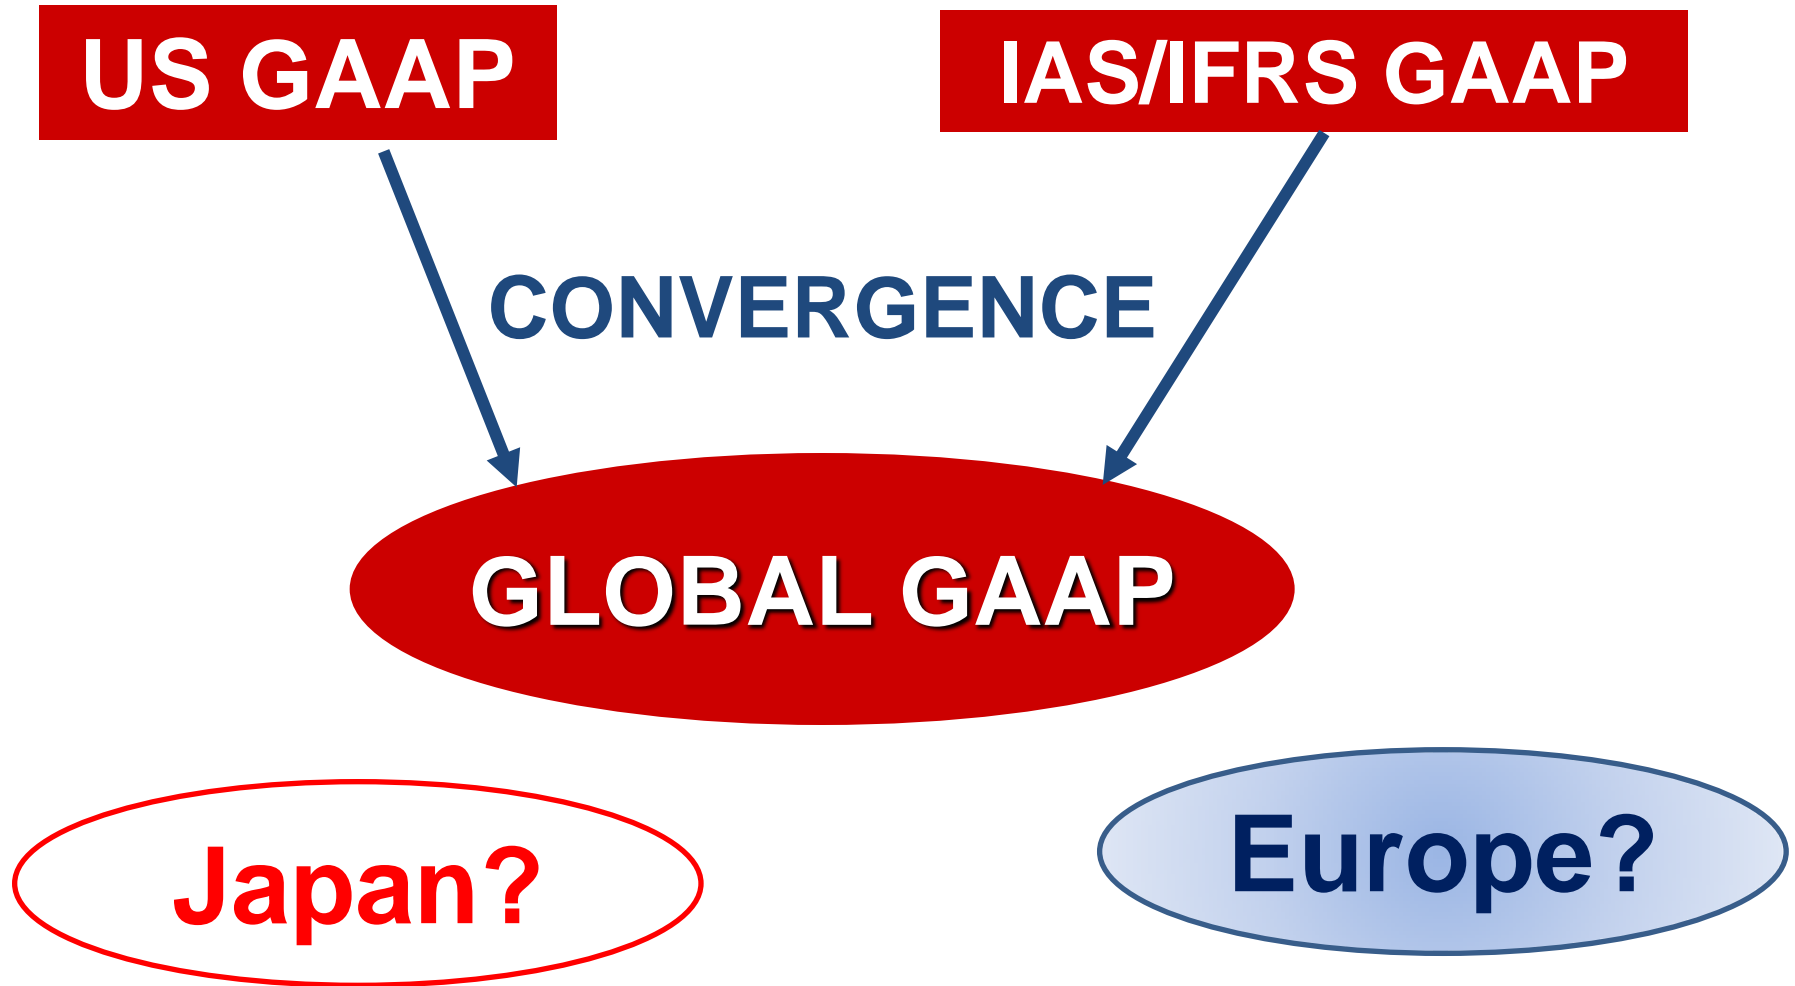 US GAAP
IAS/IFRS GAAP
CONVERGENCE
GLOBAL GAAP
Japan?
Europe?